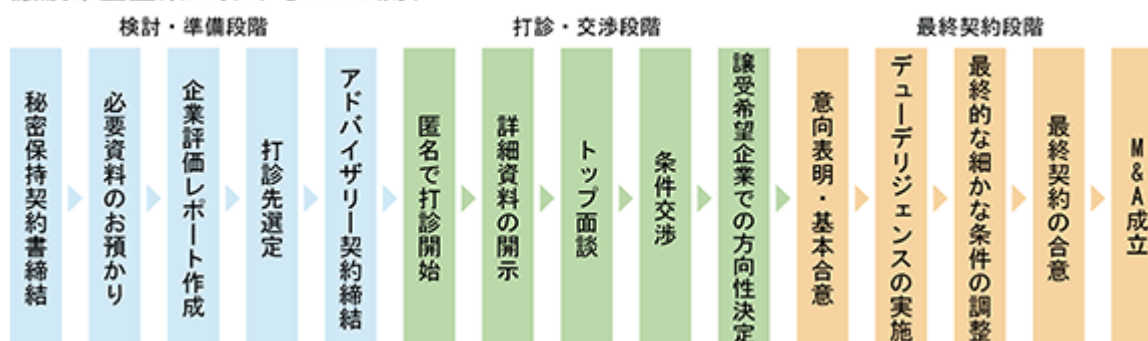 検討・準備段階
打診・交渉段階
最終契約段階
秘密保持契約書締結
必要資料のお預かり
企業評価レポート作成
打診先選定
アドバイザリー契約締結
匿名で打診開始
詳細資料の開示
トップ面談
条件交渉
譲受希望企業での方向性決定
意向表明・基本合意
デューデリジェンスの実施
最終的な細かな条件の調整
最終契約の合意
M&A成立